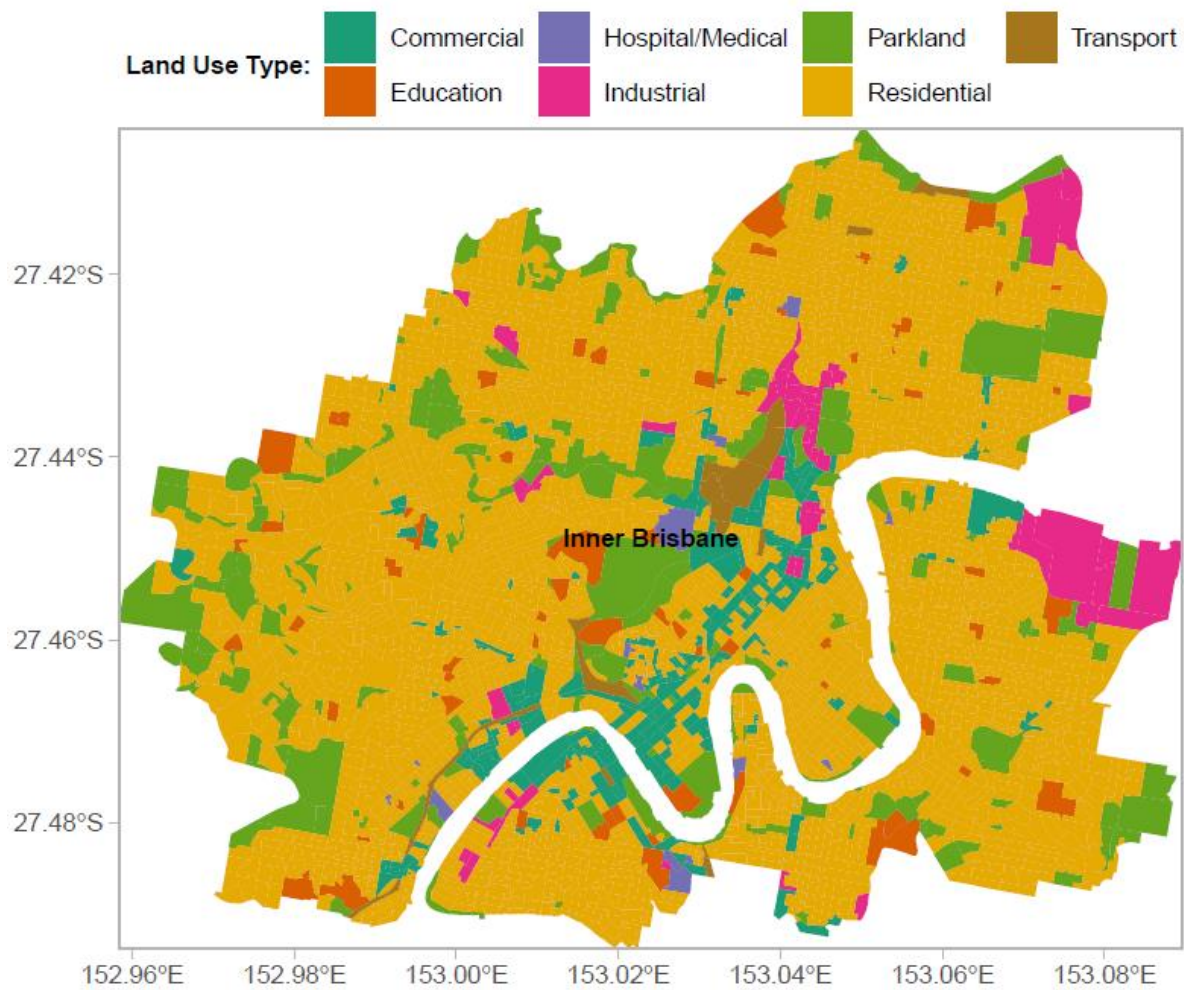 Land Use Type:
Commercial
Hospital/Medical
Parkland
Transport
Education
Industrial
Residential
27.42°S
27.44°S
27.46°S
27.48°S
Inner Brisbane
152.96°E
152.98°E
153.00°E
153.02°E
153.04°E
153.06°E
153.08°E